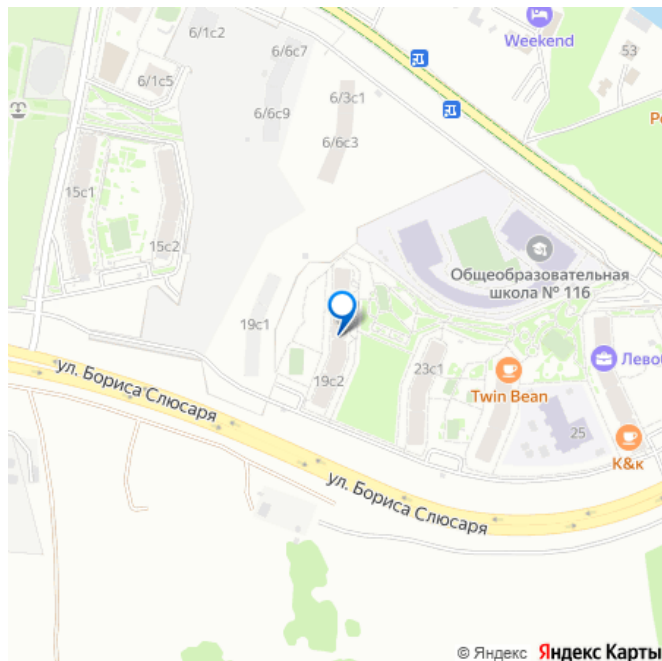 6/1с2
6/6с7
Weekend
53
6/1с5
6/6с9
6/3с1
6/6с3
15с1
15с2
Общеобразовательная
школа № 116
19с1
ул. Бориса Слюсаря
19с2
23с1
Twin Bean
Левоб
25
K&к
ул. Бориса Слюсаря
© Яндекс Яндекс Карты